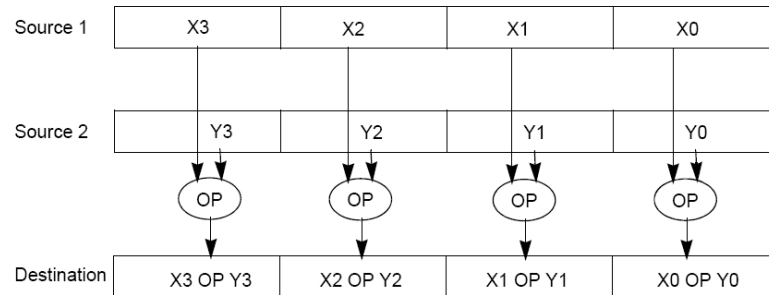 Source 1 X3 X2 X1 X0
Source 2 Y3 Y2 Y1 Y0
OP OP OP OP
Destination X3 OP Y3 X2 OP Y2 X1 OP Y1 X0 OP Y0